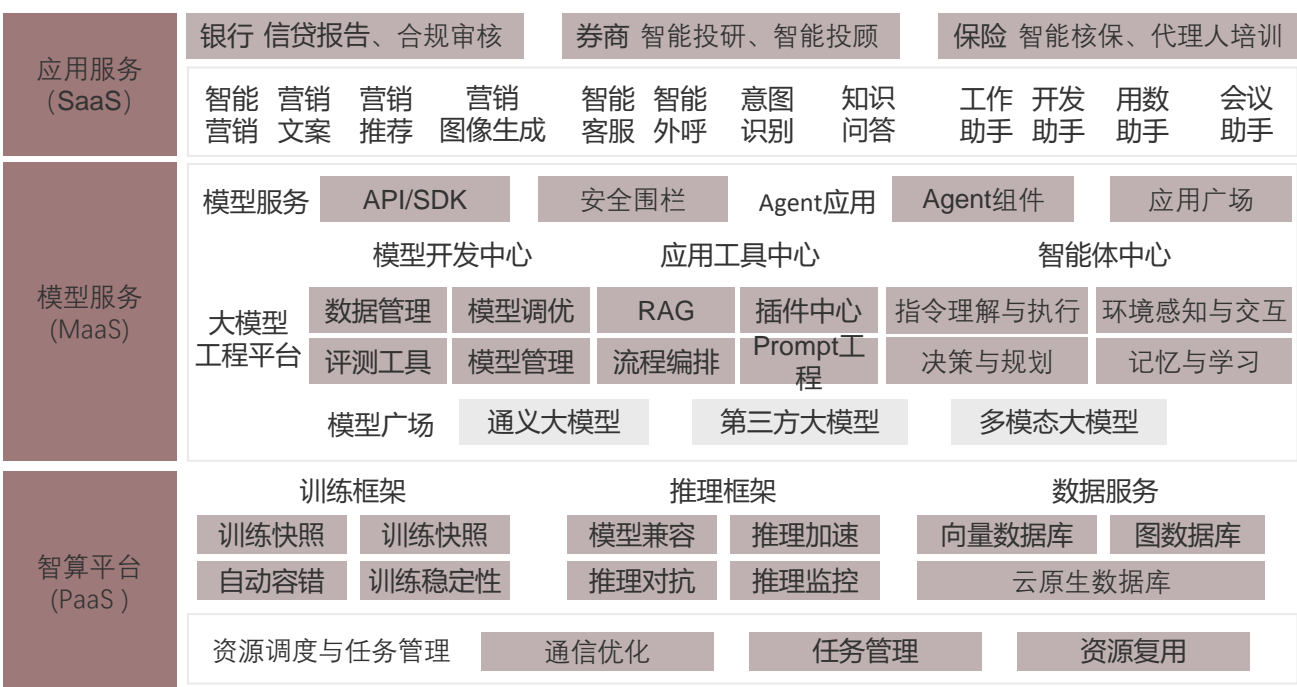 应用服务
（SaaS）
银行 信贷报告、合规审核
券商 智能投研、智能投顾
保险 智能核保、代理人培训
智能 营销 营销 营销 智能 智能 意图 知识 工作 开发 用数 会议
营销 文案 推荐 图像生成 客服 外呼 识别 问答 助手 助手 助手 助手
模型服务
(MaaS)
模型服务 API/SDK 安全围栏 Agent应用 Agent组件 应用广场
模型开发中心 应用工具中心 智能体中心
大模型
工程平台
数据管理 模型调优 RAG 插件中心 指令理解与执行 环境感知与交互
评测工具 模型管理 流程编排 Prompt工
程
决策与规划 记忆与学习
模型广场 通义大模型 第三方大模型 多模态大模型
智算平台
(PaaS )
训练框架 推理框架 数据服务
训练快照 训练快照 模型兼容 推理加速 向量数据库 图数据库
自动容错 训练稳定性 推理对抗 推理监控 云原生数据库
资源调度与任务管理 通信优化 任务管理 资源复用